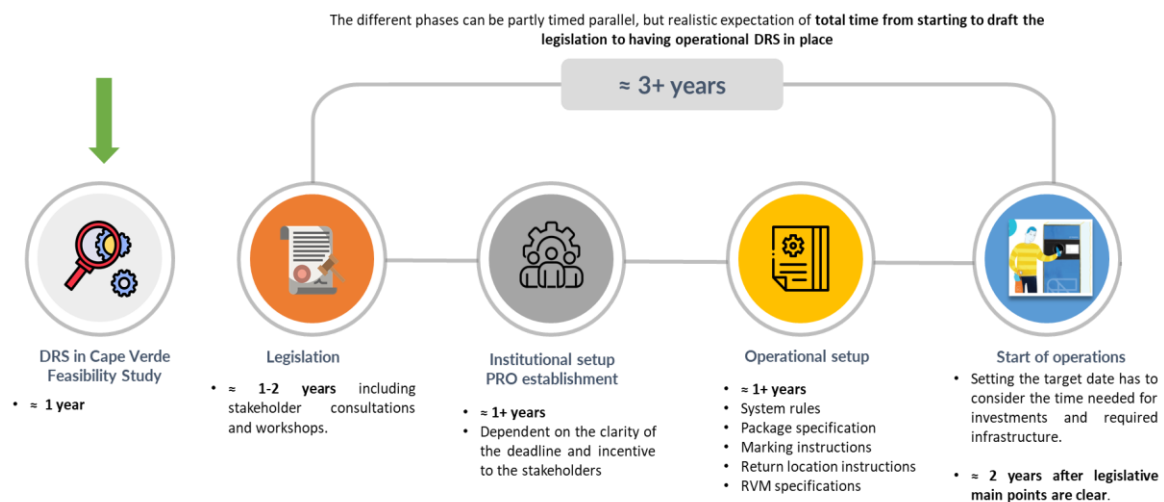 The different phases can be partly timed parallel, but realistic expectation of total time from starting to draft the
legislation to having operational DRS in place
≈ 3+ years
DRS in Cape Verde
Feasibility Study
• ≈ 1 year
Legislation
• ≈ 1-2 years including
stakeholder consultations
and workshops.
Institutional setup
PRO establishment
• ≈ 1+ years
• Dependent on the clarity of
the deadline and incentive
to the stakeholders
Operational setup
• ≈ 1+ years
• System rules
• Package specification
• Marking instructions
• Return location instructions
• RVM specifications
Start of operations
• Setting the target date has to
consider the time needed for
investments and required
infrastructure.
• ≈ 2 years after legislative
main points are clear.